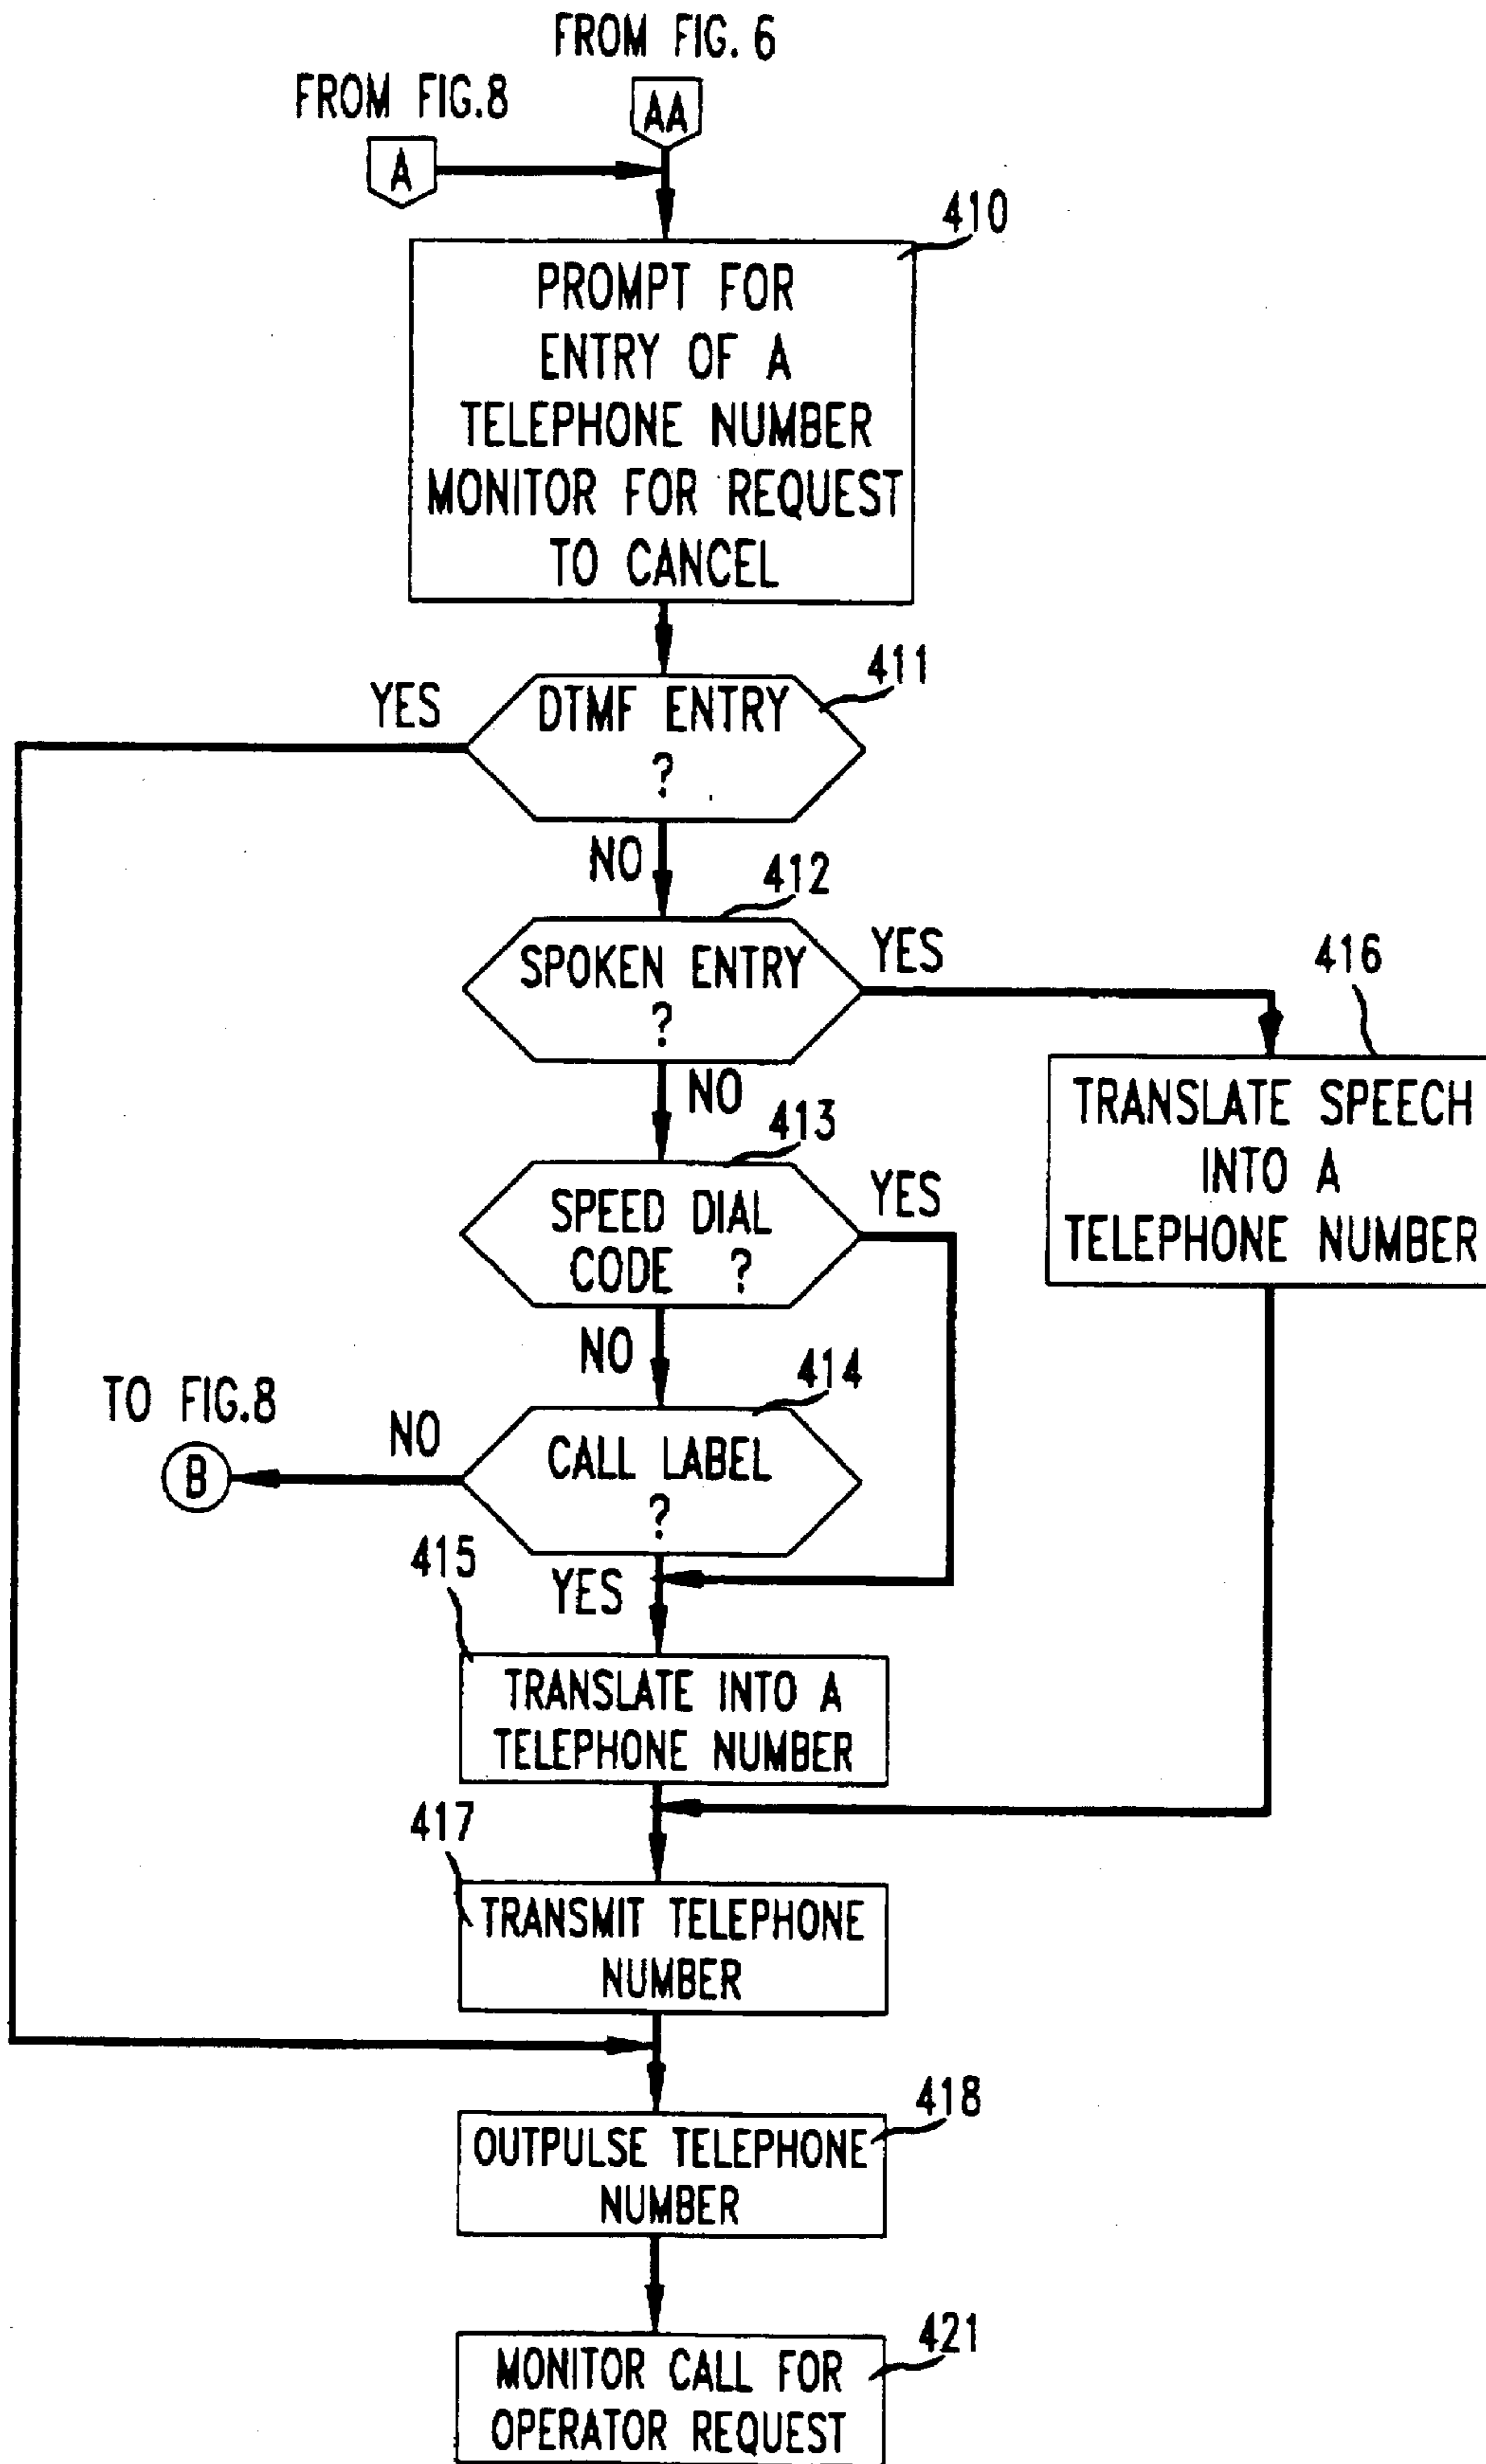 FROM FIG. 6
FROM FIG.8
AA
A
410
PROMPT FOR
ENTRY OF A
TELEPHONE NUMBER
MONITOR FOR REQUEST
TO CANCEL
411
YES
DTMF ENTRY
?
NO
412
SPOKEN ENTRY
?
YES
416
TRANSLATE SPEECH
INTO A
TELEPHONE NUMBER
NO
413
SPEED DIAL
CODE ?
YES
NO
414
TO FIG.8
B
NO
CALL LABEL
?
415
YES
TRANSLATE INTO A
TELEPHONE NUMBER
417
TRANSMIT TELEPHONE
NUMBER
418
OUTPULSE TELEPHONE
NUMBER
421
MONITOR CALL FOR
OPERATOR REQUEST